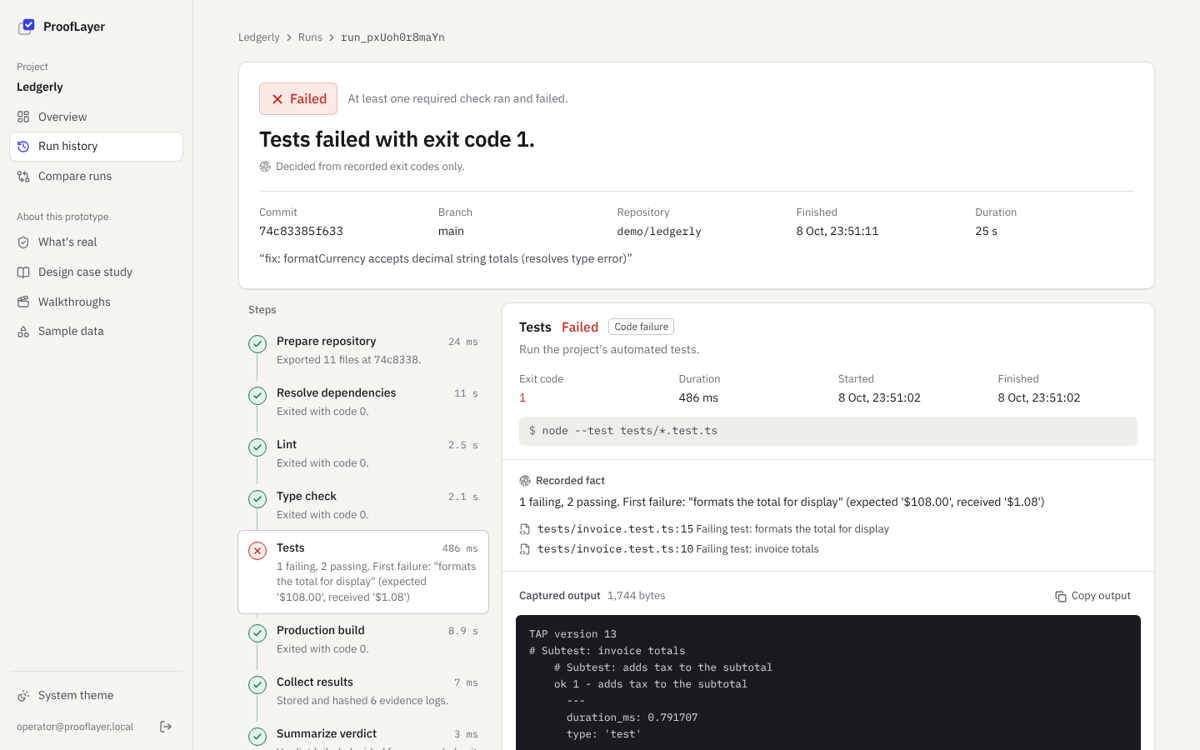 ProofLayer
Project
Ledgerly
Overview
Run history
Compare runs
About this prototype
What's real
Design case study
Walkthroughs
Sample data
System theme
operator@prooflayer.local
Ledgerly > Runs > run_pxUoh0r8maYn
Failed
At least one required check ran and failed.
Tests failed with exit code 1.
Decided from recorded exit codes only.
Commit
74c83385f633
Branch
main
Repository
demo/ledgerly
Finished
8 Oct, 23:51:11
Duration
25 s
“fix: formatCurrency accepts decimal string totals (resolves type error)”
Steps
Prepare repository 24 ms
Exported 11 files at 74c8338.
Resolve dependencies 11 s
Exited with code 0.
Lint 2.5 s
Exited with code 0.
Type check 2.1 s
Exited with code 0.
Tests 486 ms
1 failing, 2 passing. First failure: "formats
the total for display" (expected
'$108.00', received '$1.08')
Production build 8.9 s
Exited with code 0.
Collect results 7 ms
Stored and hashed 6 evidence logs.
Summarize verdict 3 ms
Tests Failed Code failure
Run the project's automated tests.
Exit code
1
Duration
486 ms
Started
8 Oct, 23:51:02
Finished
8 Oct, 23:51:02
$ node --test tests/*.test.ts
Recorded fact
1 failing, 2 passing. First failure: "formats the total for display" (expected '$108.00', received '$1.08')
tests/invoice.test.ts:15 Failing test: formats the total for display
tests/invoice.test.ts:10 Failing test: invoice totals
Captured output 1,744 bytes
Copy output
TAP version 13
# Subtest: invoice totals
# Subtest: adds tax to the subtotal
ok 1 - adds tax to the subtotal
---
duration_ms: 0.791707
type: 'test'